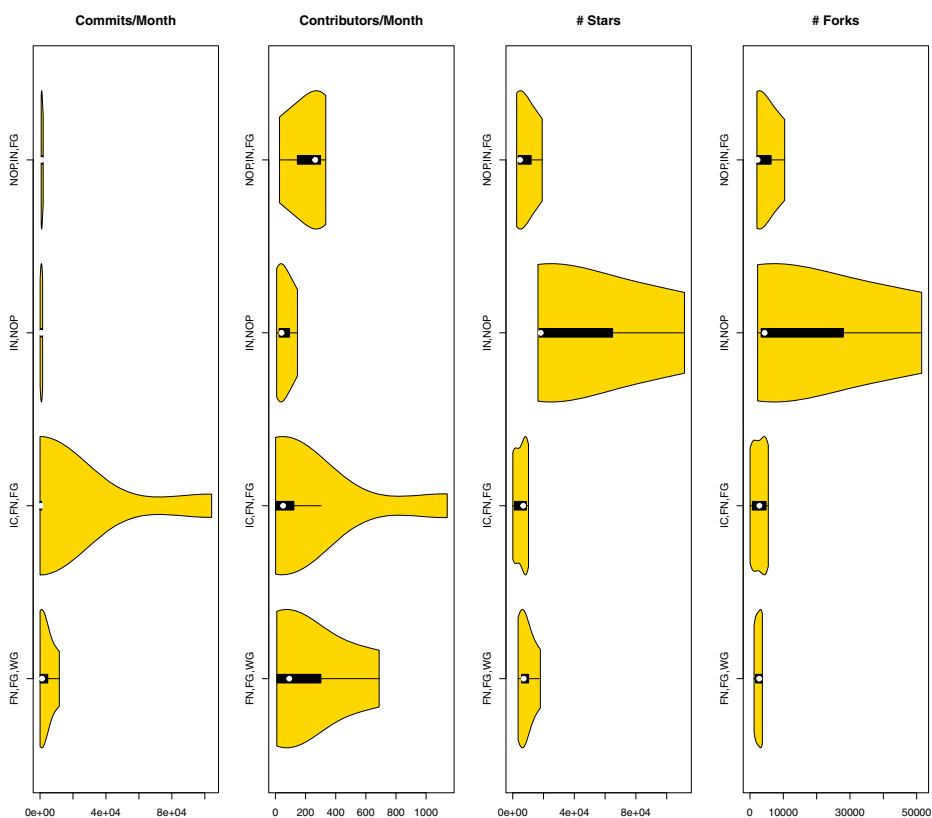 Commits/Month
NOP,IN,FG
IN,NOP
IC,FN,FG
FN,FG,WG
0e+00 4e+04 8e+04
Contributors/Month
NOP,IN,FG
IN,NOP
IC,FN,FG
FN,FG,WG
0 200 400 600 800 1000
# Stars
NOP,IN,FG
IN,NOP
IC,FN,FG
FN,FG,WG
0e+00 4e+04 8e+04
# Forks
NOP,IN,FG
IN,NOP
IC,FN,FG
FN,FG,WG
0 10000 30000 50000